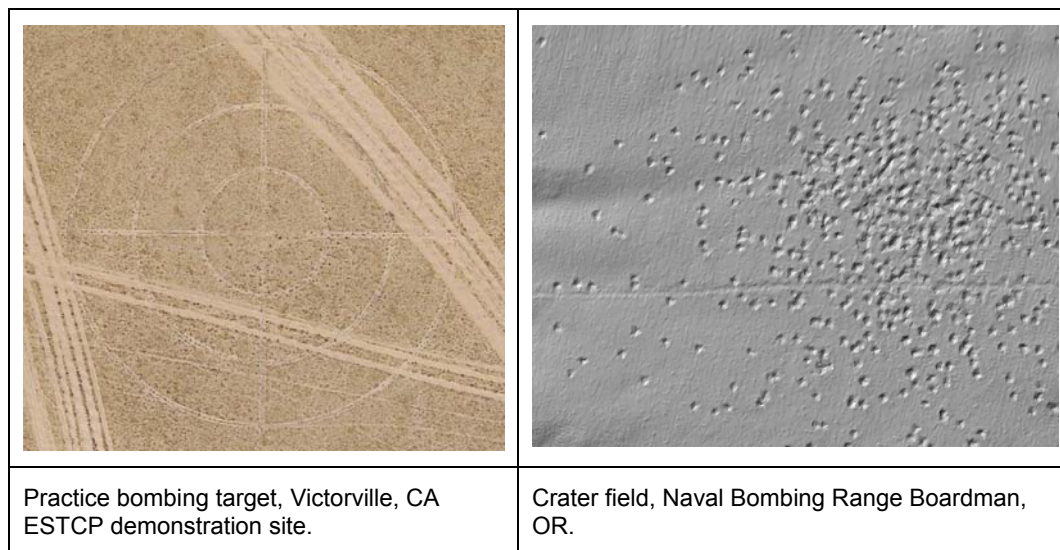 Practice bombing target, Victorville, CA
ESTCP demonstration site.
Crater field, Naval Bombing Range Boardman,
OR.